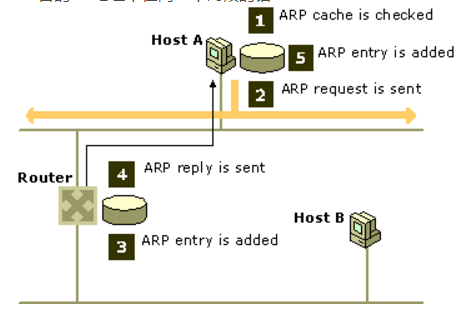 1 ARP cache is checked
Host A
5 ARP entry is added
2 ARP request is sent
4 ARP reply is sent
Router
3 ARP entry is added
Host B